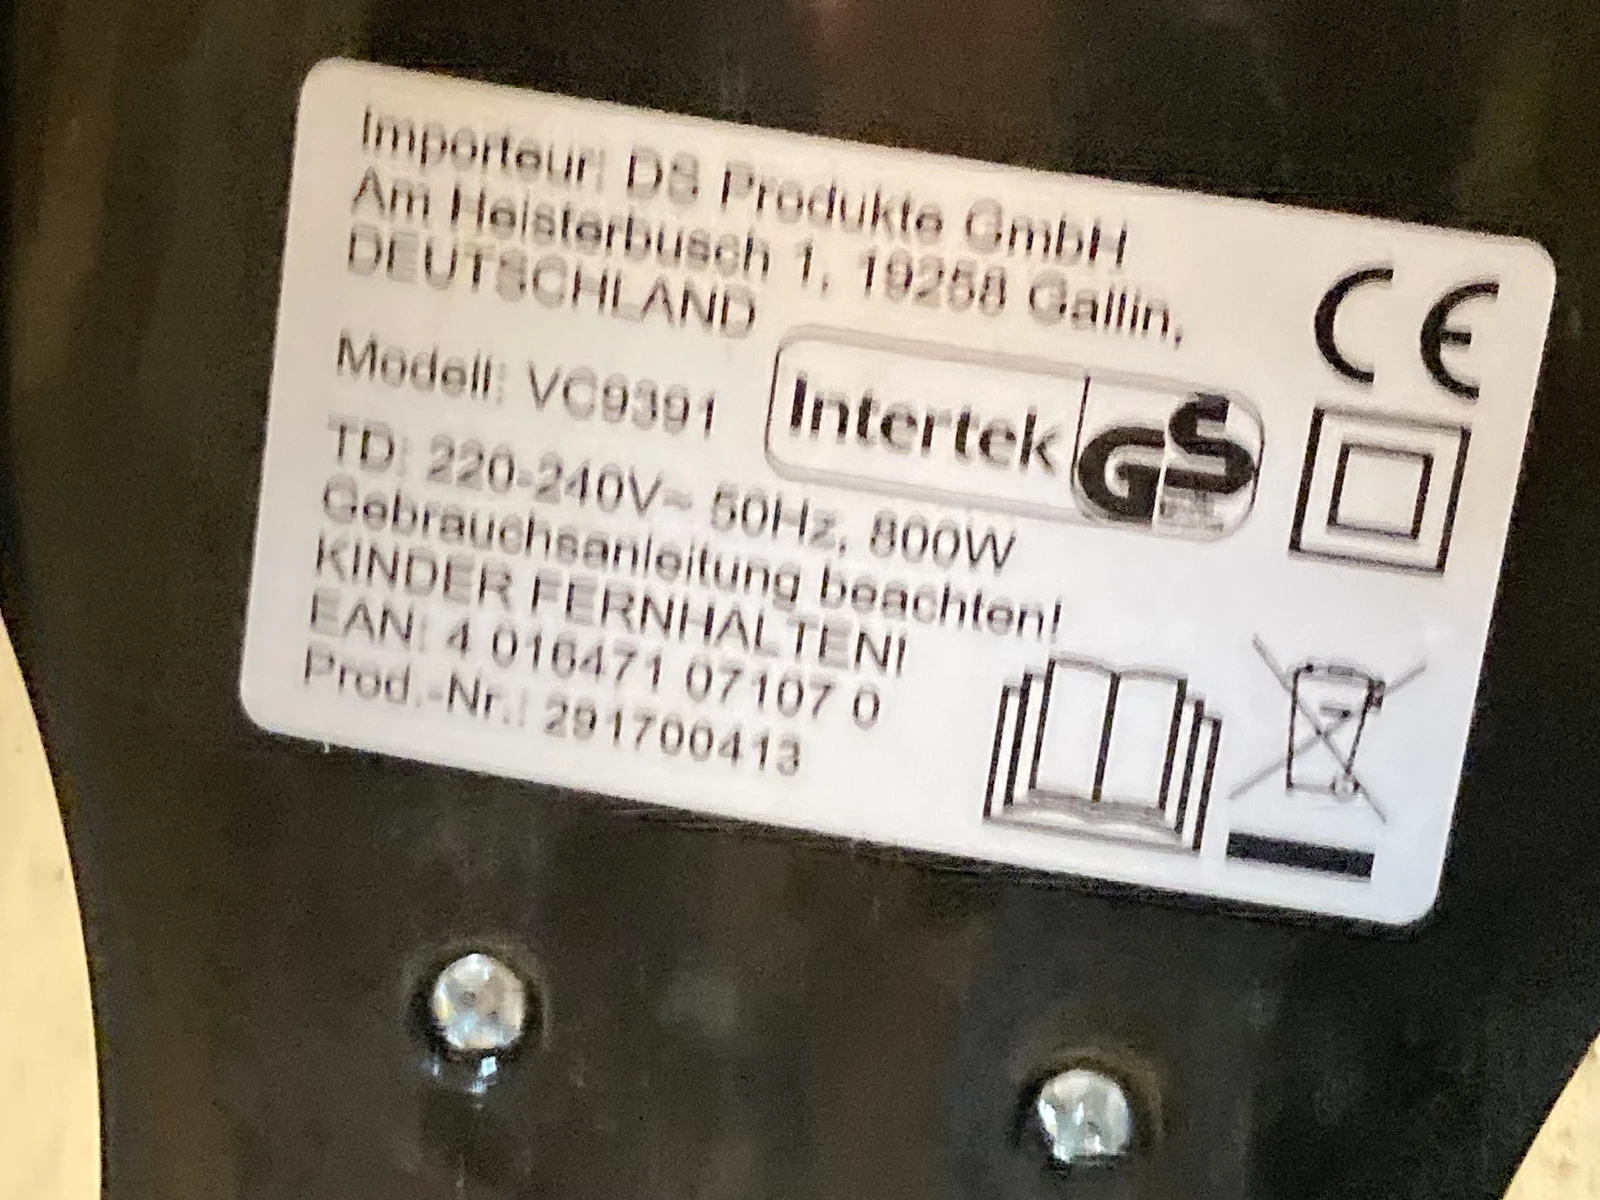 Importeur: DS Produkte GmbH
Am Heisterbusch 1, 19258 Gallin,
DEUTSCHLAND
Modell: VC9391
Intertek GS
TD: 220-240V~ 50Hz, 800W
Gebrauchsanleitung beachten!
KINDER FERNHALTEN!
EAN: 4 016471 07107 0
Prod.-Nr.: 291700413
CE